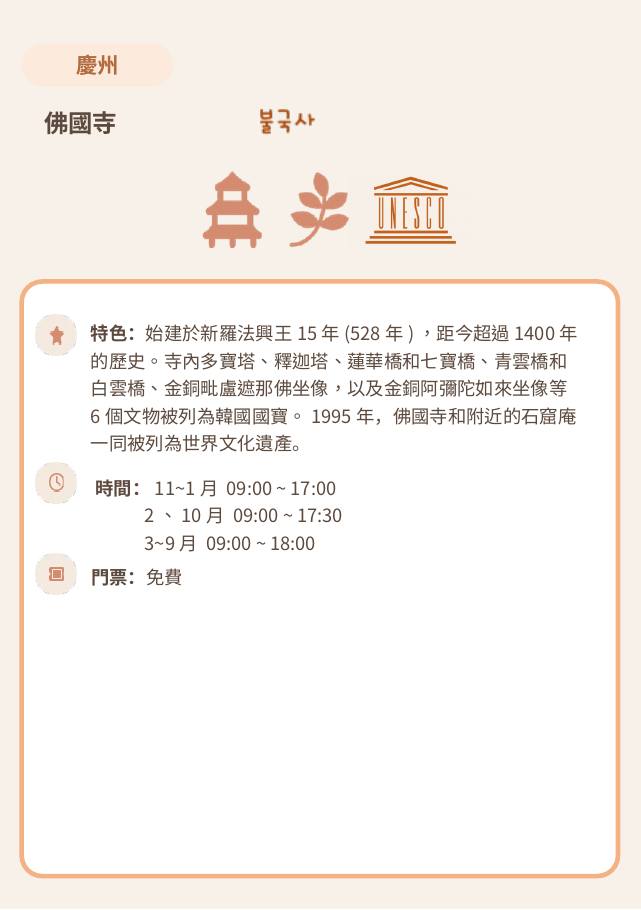 慶州
佛國寺 불국사
UNESCO
特色：始建於新羅法興王 15 年 (528 年 ) ，距今超過 1400 年
的歷史。寺內多寶塔、釋迦塔、蓮華橋和七寶橋、青雲橋和
白雲橋、金銅毗盧遮那佛坐像，以及金銅阿彌陀如來坐像等
6 個文物被列為韓國國寶。 1995 年，佛國寺和附近的石窟庵
一同被列為世界文化遺產。
時間： 11~1 月 09:00 ~ 17:00
2 、 10 月 09:00 ~ 17:30
3~9 月 09:00 ~ 18:00
門票：免費